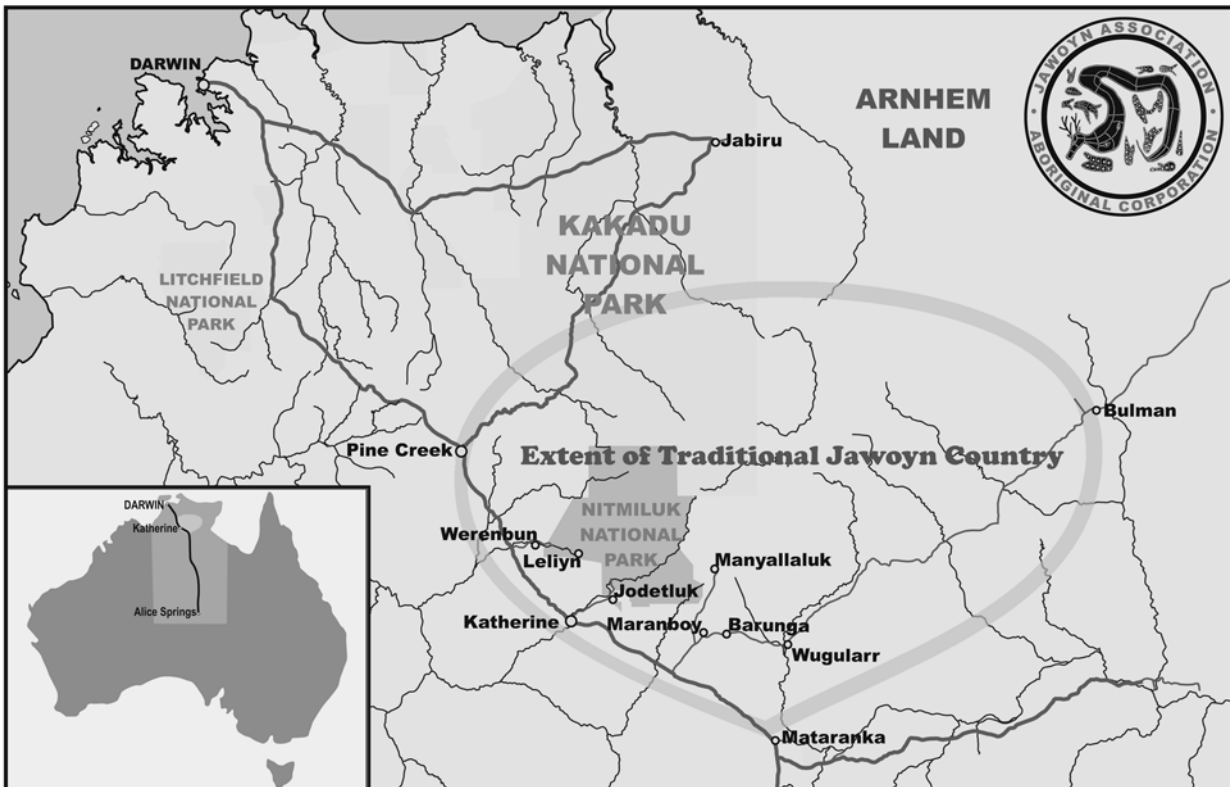 DARWIN
ARNHEM
LAND
JAWOYN ASSOCIATION
ABORIGINAL CORPORATION
Jabiru
KAKADU
NATIONAL
PARK
LITCHFIELD
NATIONAL
PARK
Bulman
Pine Creek
Extent of Traditional Jawoyn Country
NITMILUK
NATIONAL
PARK
Werenbun
Leliyn
Manyallaluk
Jodetluk
Katherine
Maranboy
Barunga
Wugularr
Mataranka
DARWIN
Katherine
Alice Springs